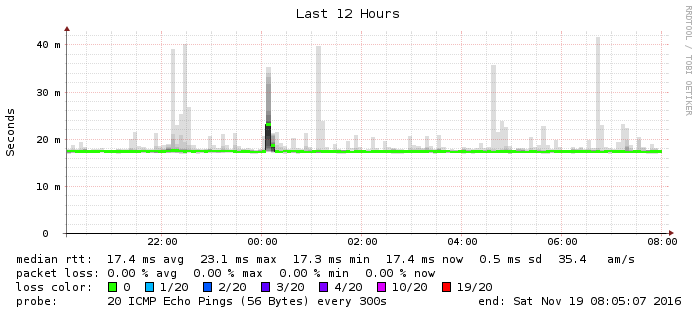 Last 12 Hours
RRDTOOL / TOBI OETIKER
Seconds
40 m
30 m
20 m
10 m
0
22:00 00:00 02:00 04:00 06:00 08:00
median rtt: 17.4 ms avg 23.1 ms max 17.3 ms min 17.4 ms now 0.5 ms sd 35.4 am/s
packet loss: 0.00 % avg 0.00 % max 0.00 % min 0.00 % now
loss color: 0 1/20 2/20 3/20 4/20 10/20 19/20
probe: 20 ICMP Echo Pings (56 Bytes) every 300s end: Sat Nov 19 08:05:07 2016